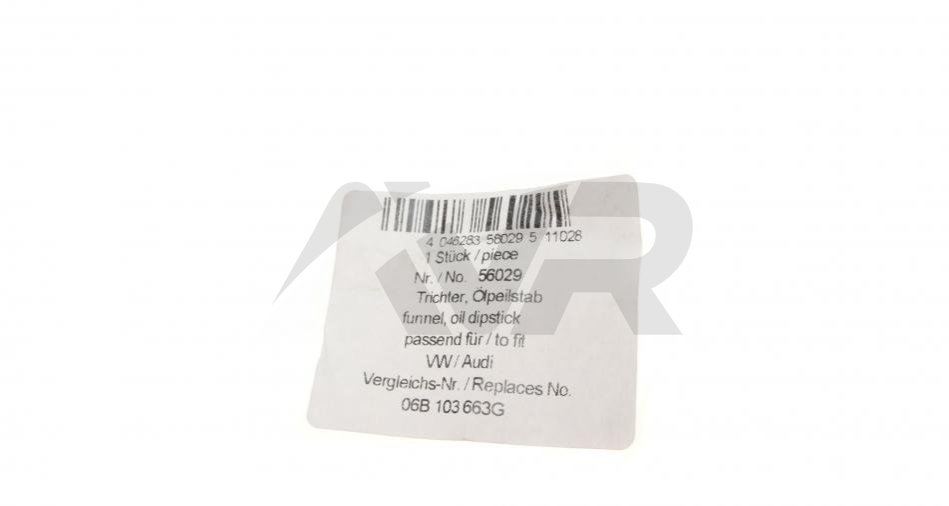 4 046283 56029 5 11028
1 Stück / piece
Nr. / No. 56029
Trichter, Ölpeilstab
funnel, oil dipstick
passend für / to fit
VW / Audi
Vergleichs-Nr. / Replaces No.
06B 103 663G